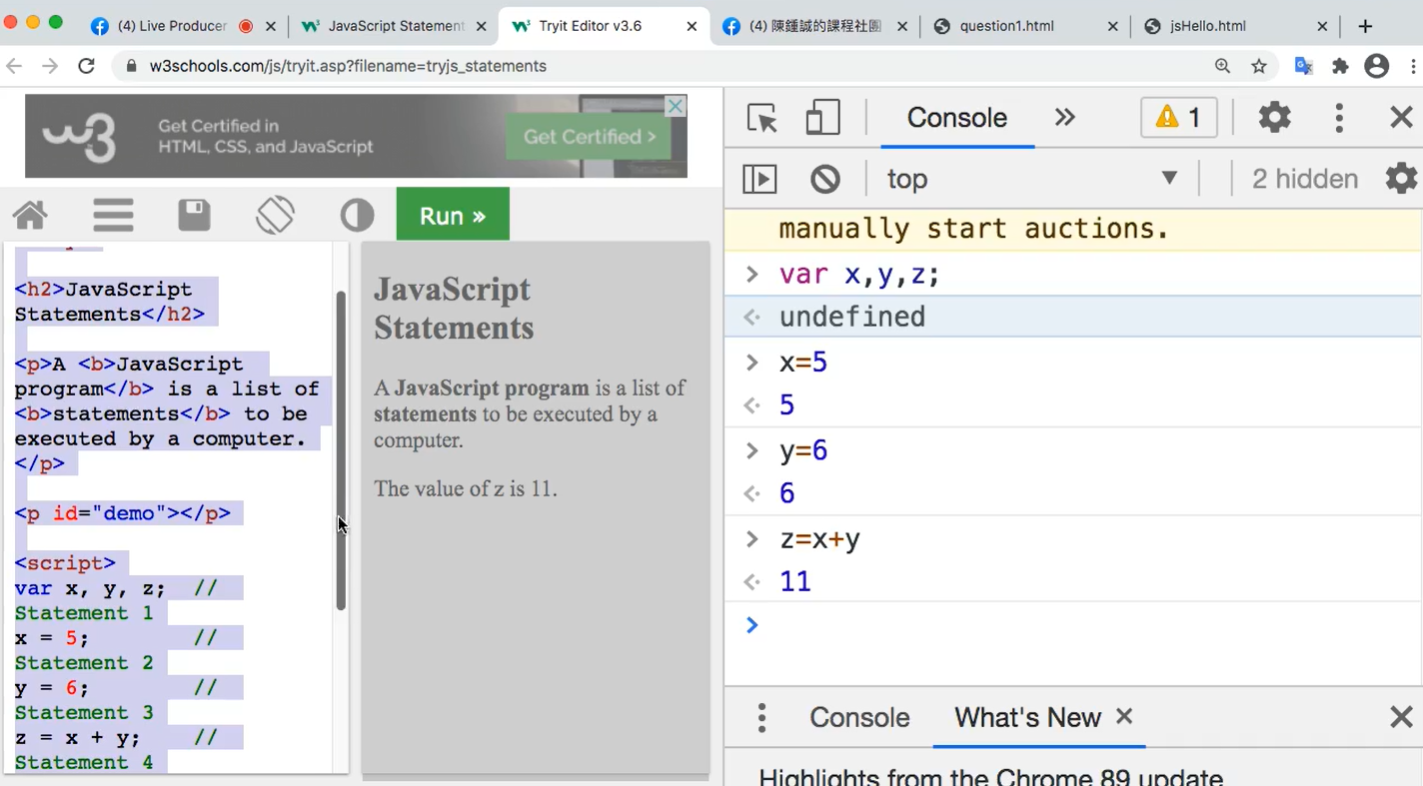 (4) Live Producer
JavaScript Statement
Tryit Editor v3.6
(4) 陳鍾誠的課程社團
question1.html
jsHello.html
w3schools.com/js/tryit.asp?filename=tryjs_statements
w3
Get Certified in
HTML, CSS, and JavaScript
Get Certified >
Run »
<h2>JavaScript
Statements</h2>
<p>A <b>JavaScript
program</b> is a list of
<b>statements</b> to be
executed by a computer.
</p>
<p id="demo"></p>
<script>
var x, y, z;  //
Statement 1
x = 5;        //
Statement 2
y = 6;        //
Statement 3
z = x + y;    //
Statement 4
JavaScript
Statements
A JavaScript program is a list of
statements to be executed by a
computer.
The value of z is 11.
Console
1
top
2 hidden
manually start auctions.
> var x,y,z;
undefined
> x=5
5
> y=6
6
> z=x+y
11
>
Console
What's New
Highlights from the Chrome 89 update